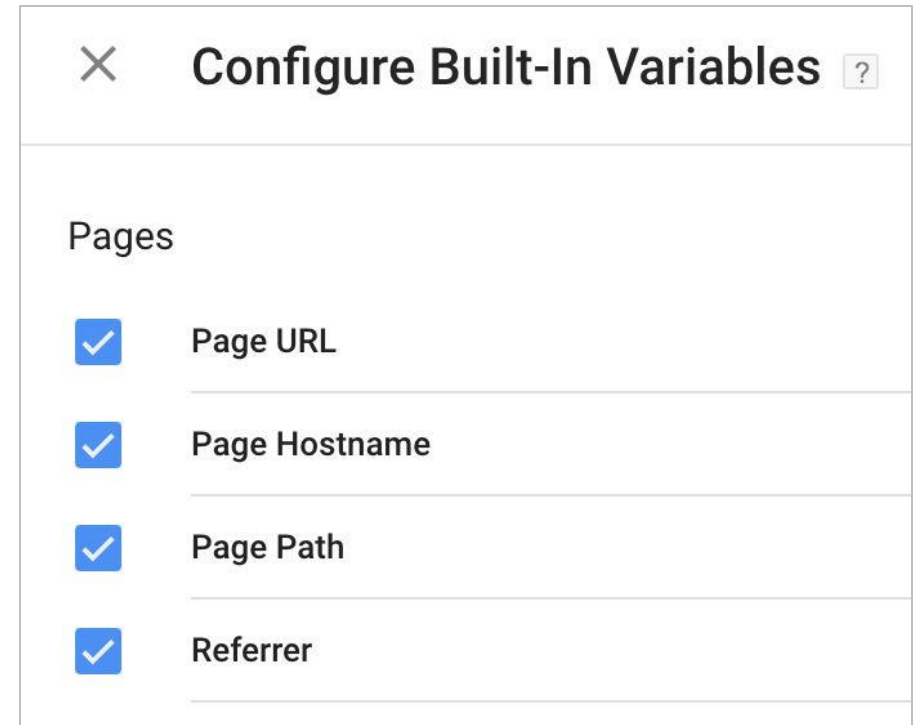 Configure Built-In Variables ?
Pages
Page URL
Page Hostname
Page Path
Referrer